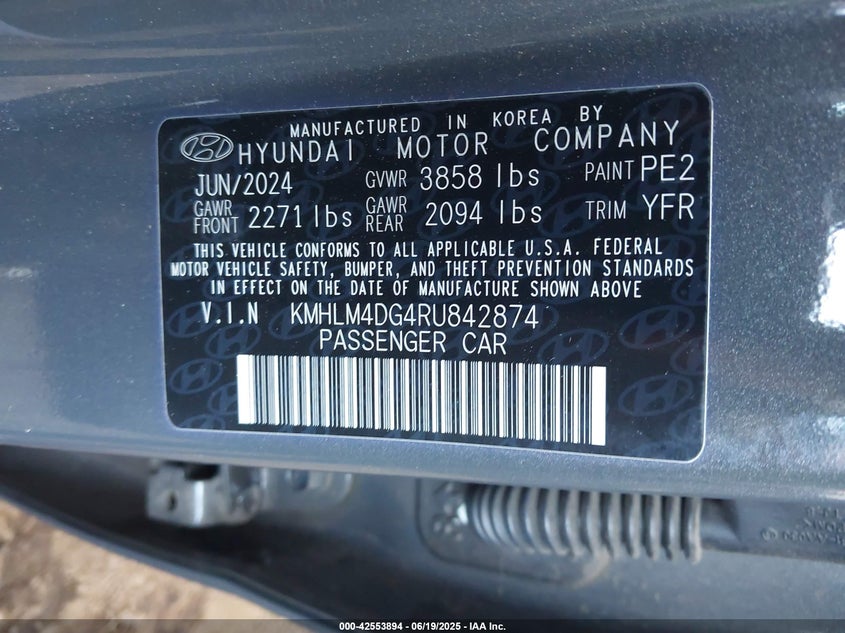 MANUFACTURED IN KOREA BY
HYUNDAI MOTOR COMPANY
JUN/2024 GVWR 3858 lbs PAINT PE2
GAWR FRONT 2271 lbs GAWR REAR 2094 lbs TRIM YFR
THIS VEHICLE CONFORMS TO ALL APPLICABLE U.S.A. FEDERAL
MOTOR VEHICLE SAFETY, BUMPER, AND THEFT PREVENTION STANDARDS
IN EFFECT ON THE DATE OF MANUFACTURE SHOWN ABOVE
V.I.N KMHLM4DG4RU842874
PASSENGER CAR
000-42553894 - 06/19/2025 - IAA Inc.